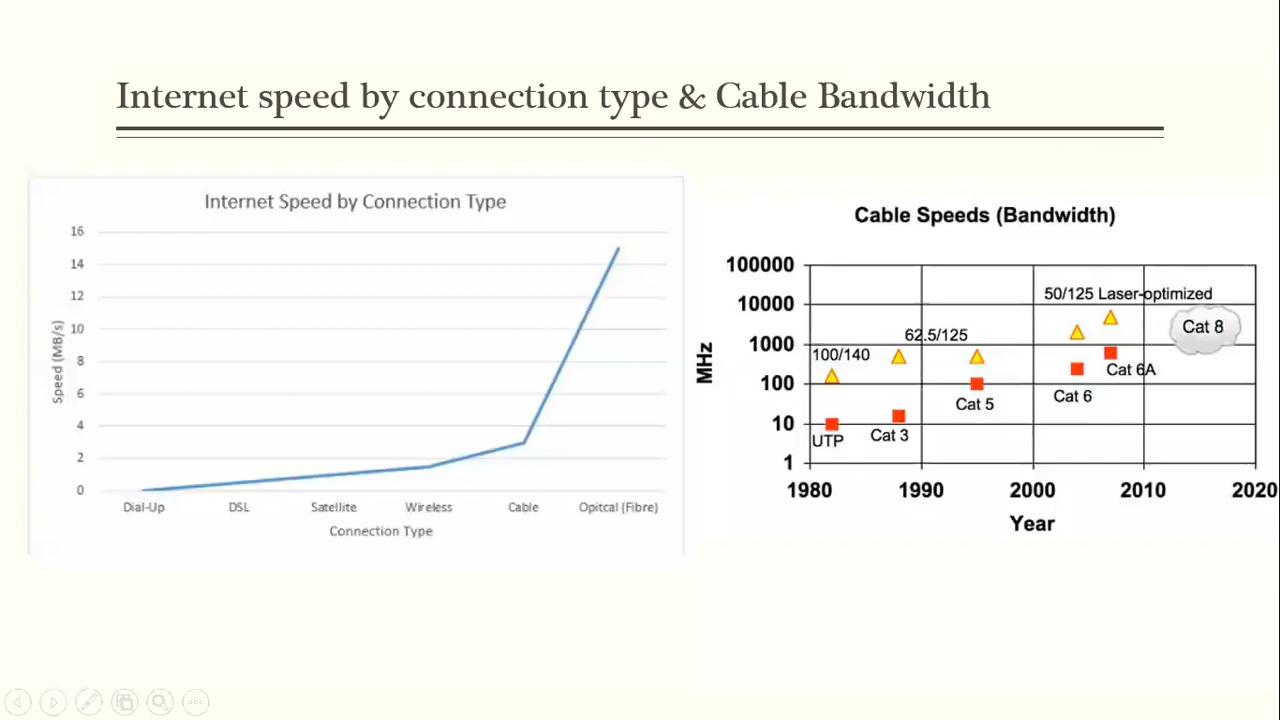 Internet speed by connection type & Cable Bandwidth
Internet Speed by Connection Type
16
14
12
10
8
6
4
2
0
Speed (MB/s)
Dial-Up DSL Satellite Wireless Cable Opitcal (Fibre)
Connection Type
Cable Speeds (Bandwidth)
100000
10000
1000
100
10
1
MHz
50/125 Laser-optimized
Cat 8
62.5/125
100/140
Cat 6A
Cat 6
Cat 5
Cat 3
UTP
1980 1990 2000 2010 2020
Year